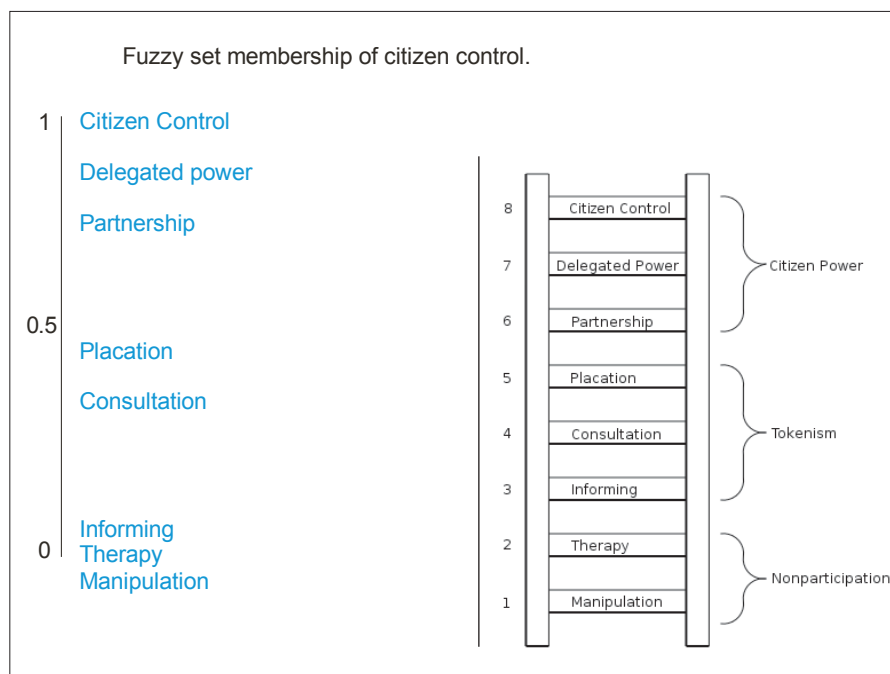 Fuzzy set membership of citizen control.
1
Citizen Control
Delegated power
Partnership
0.5
Placation
Consultation
0
Informing
Therapy
Manipulation
8
Citizen Control
7
Delegated Power
Citizen Power
6
Partnership
5
Placation
4
Consultation
Tokenism
3
Informing
2
Therapy
Nonparticipation
1
Manipulation